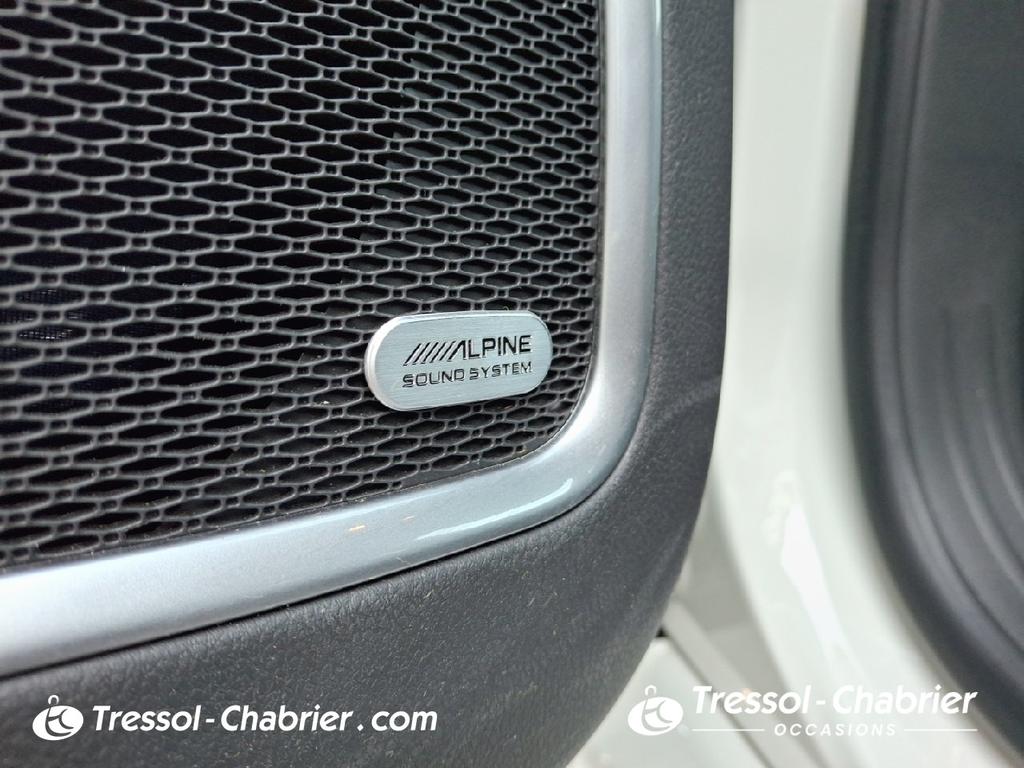 ALPINE
SOUND SYSTEM
Tressol-Chabrier.com
Tressol-Chabrier
OCCASIONS